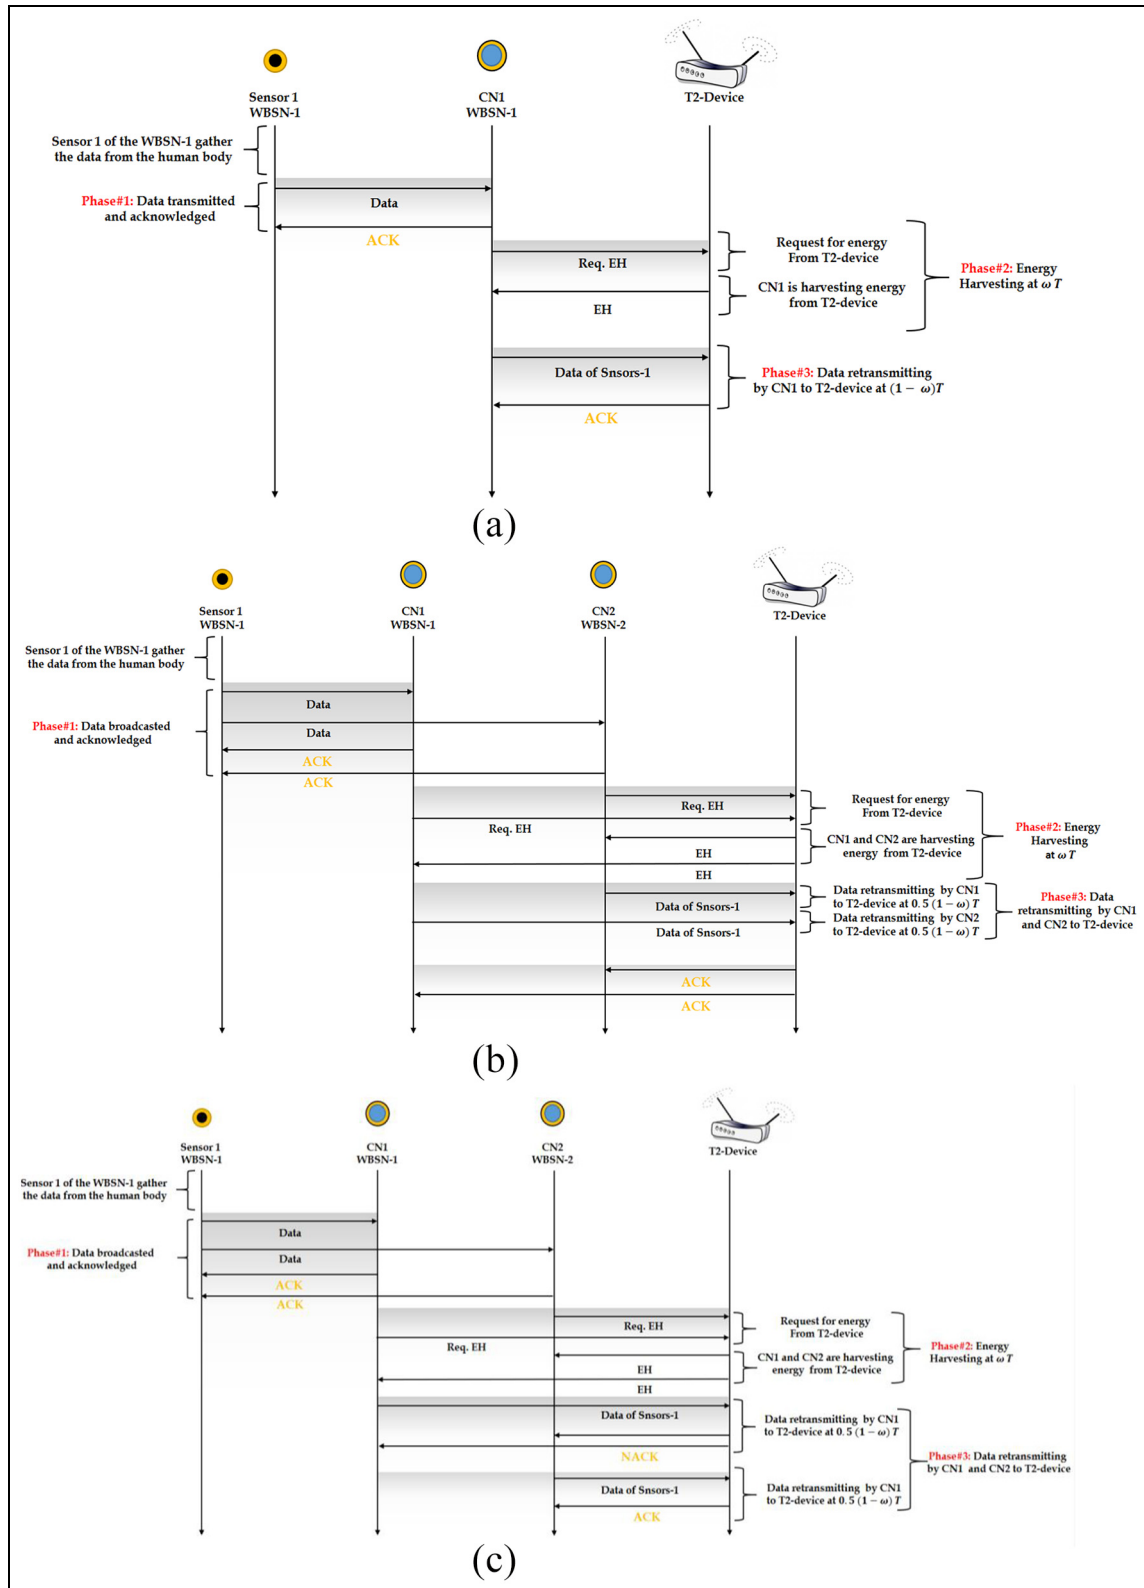 Sensor 1
WBSN-1
CN1
WBSN-1
T2-Device
Sensor 1 of the WBSN-1 gather
the data from the human body
Phase#1: Data transmitted
and acknowledged
Data
ACK
Req. EH
EH
Request for energy
From T2-device
CN1 is harvesting energy
from T2-device
Phase#2: Energy
Harvesting at ω T
Data of Snsors-1
ACK
Phase#3: Data retransmitting
by CN1 to T2-device at (1 − ω)T
(a)
Sensor 1
WBSN-1
CN1
WBSN-1
CN2
WBSN-2
T2-Device
Sensor 1 of the WBSN-1 gather
the data from the human body
Phase#1: Data broadcasted
and acknowledged
Data
Data
ACK
ACK
Req. EH
Req. EH
EH
EH
Request for energy
From T2-device
CN1 and CN2 are harvesting
energy from T2-device
Phase#2: Energy
Harvesting
at ω T
Data of Snsors-1
Data of Snsors-1
Data retransmitting by CN1
to T2-device at 0.5 (1 − ω) T
Data retransmitting by CN2
to T2-device at 0.5 (1 − ω) T
Phase#3: Data
retransmitting by CN1
and CN2 to T2-device
ACK
ACK
(b)
Sensor 1
WBSN-1
CN1
WBSN-1
CN2
WBSN-2
T2-Device
Sensor 1 of the WBSN-1 gather
the data from the human body
Phase#1: Data broadcasted
and acknowledged
Data
Data
ACK
ACK
Req. EH
Req. EH
EH
EH
Request for energy
From T2-device
CN1 and CN2 are harvesting
energy from T2-device
Phase#2: Energy
Harvesting at ω T
Data of Snsors-1
NACK
Data retransmitting by CN1
to T2-device at 0.5 (1 − ω) T
Data of Snsors-1
ACK
Data retransmitting by CN1
to T2-device at 0.5 (1 − ω) T
Phase#3: Data retransmitting
by CN1 and CN2 to T2-device
(c)